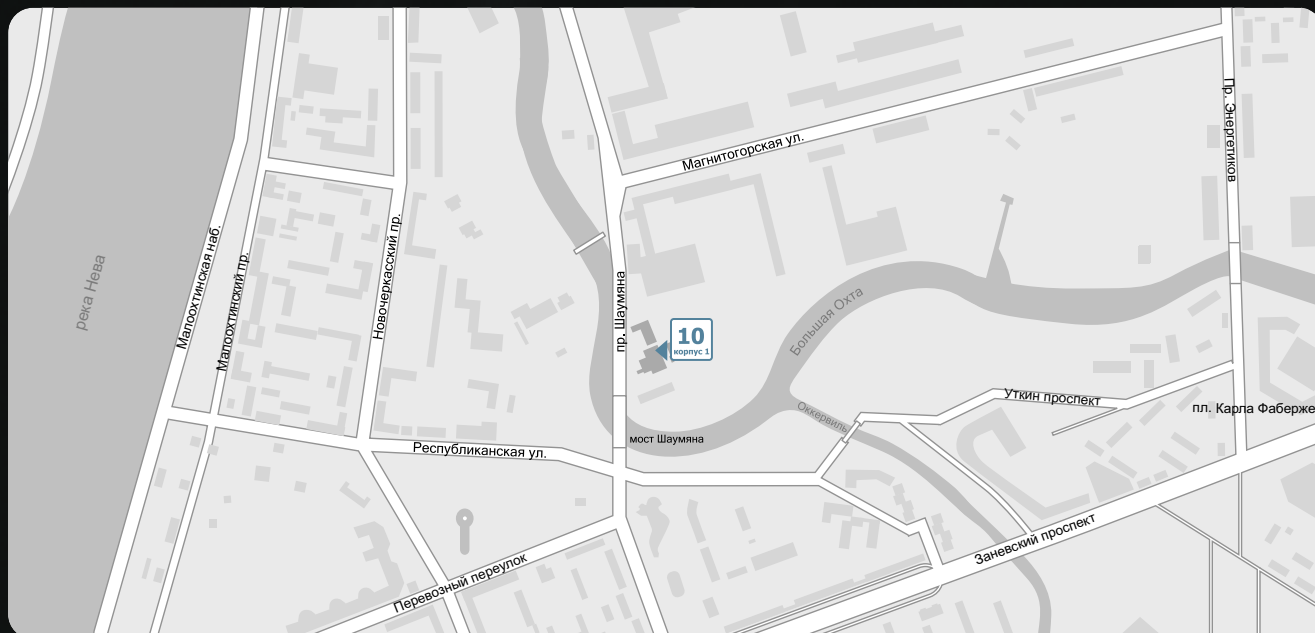 Пр. Энергетиков
Магнитогорская ул.
Малоохтинская наб.
Малоохтинский пр.
Новочеркасский пр.
река Нева
пр. Шаумяна
10
корпус 1
Большая Охта
Уткин проспект
Оккервиль
пл. Карла Фаберже
мост Шаумяна
Республиканская ул.
Заневский проспект
Перевозный переулок